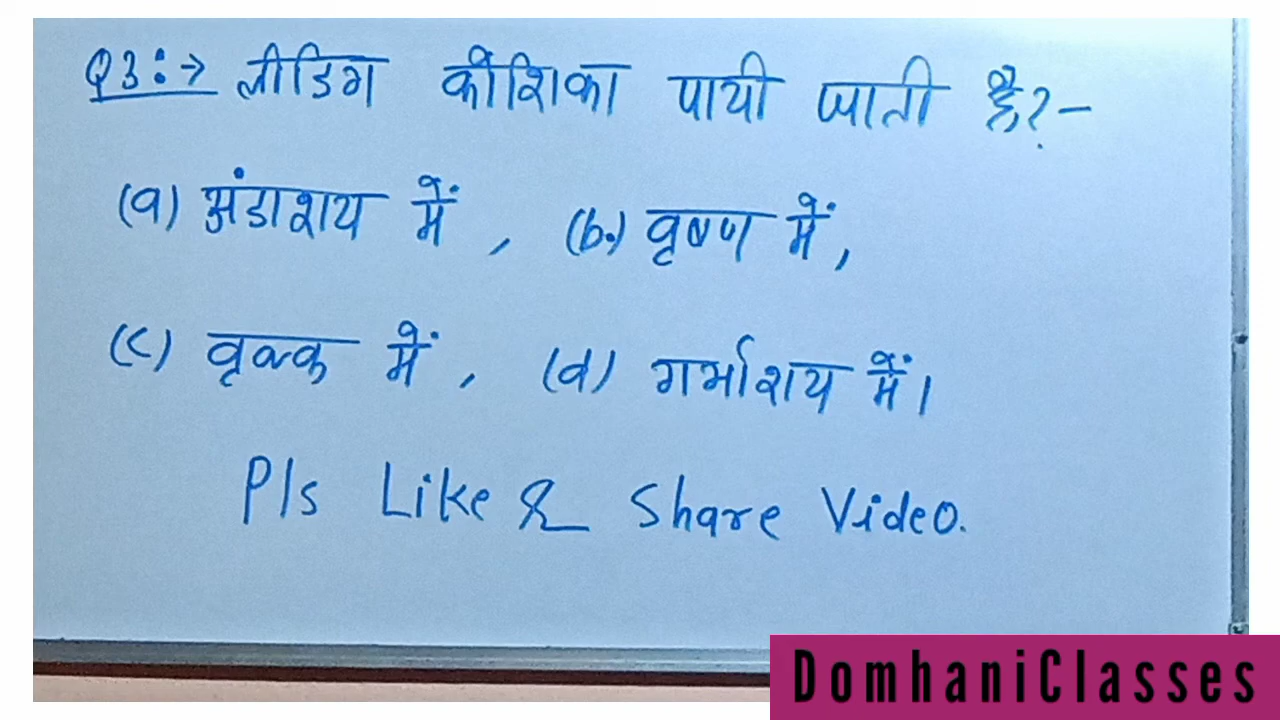 Q3:→ लीडिग कोशिका पायी जाती है?-
(a) अंडाशय में , (b.) वृषण में,
(c) वृक्क में , (d) गर्भाशय में।
Pls Like & Share Video.
DomhaniClasses